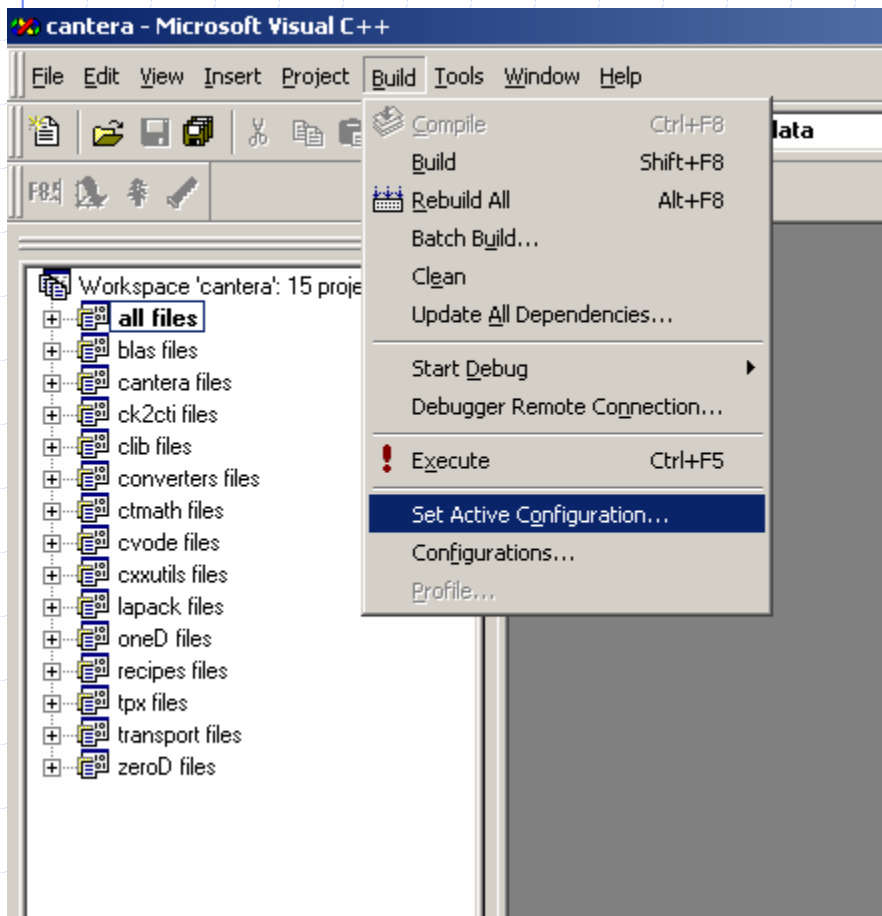 cantera - Microsoft Visual C++
File Edit View Insert Project Build Tools Window Help
Compile Ctrl+F8
Build Shift+F8
Rebuild All Alt+F8
Batch Build...
Clean
Update All Dependencies...
Start Debug
Debugger Remote Connection...
Execute Ctrl+F5
Set Active Configuration...
Configurations...
Profile...
Workspace 'cantera': 15 proje
all files
blas files
cantera files
ck2cti files
clib files
converters files
ctmath files
cvode files
cxxutils files
lapack files
oneD files
recipes files
tpx files
transport files
zeroD files